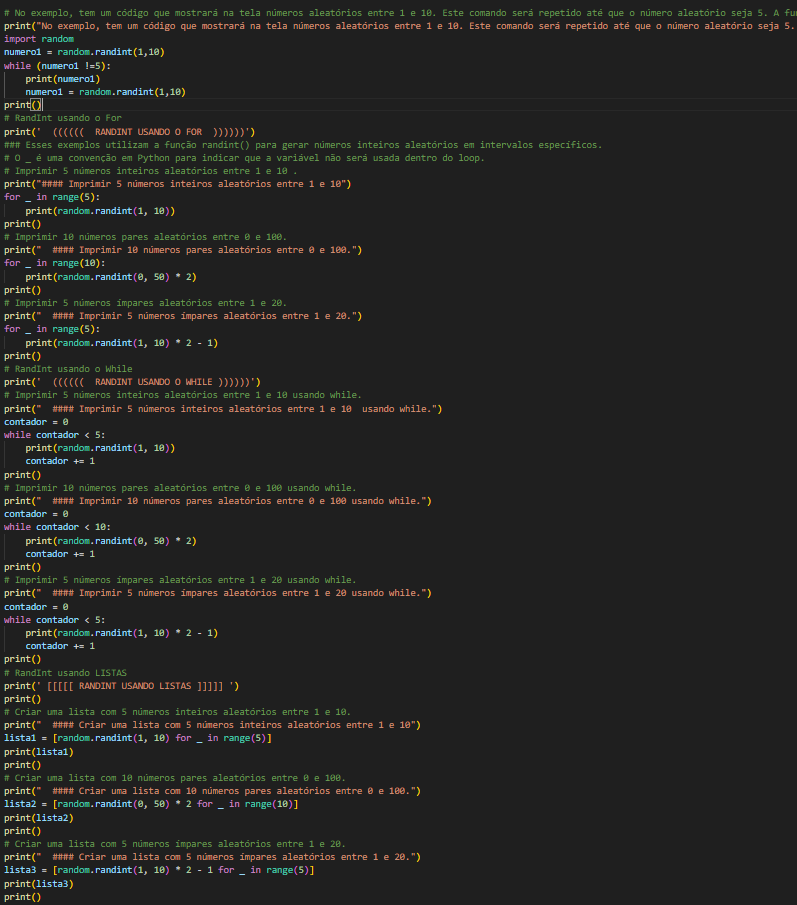 # No exemplo, tem um código que mostrará na tela números aleatórios entre 1 e 10. Este comando será repetido até que o número aleatório seja 5. A fu
print("No exemplo, tem um código que mostrará na tela números aleatórios entre 1 e 10. Este comando será repetido até que o número aleatório seja 5.
import random
numero1 = random.randint(1,10)
while (numero1 !=5):
    print(numero1)
    numero1 = random.randint(1,10)
print()
# RandInt usando o For
print('  ((((((  RANDINT USANDO O FOR  ))))))')
### Esses exemplos utilizam a função randint() para gerar números inteiros aleatórios em intervalos específicos.
# O _ é uma convenção em Python para indicar que a variável não será usada dentro do loop.
# Imprimir 5 números inteiros aleatórios entre 1 e 10 .
print("#### Imprimir 5 números inteiros aleatórios entre 1 e 10")
for _ in range(5):
    print(random.randint(1, 10))
print()
# Imprimir 10 números pares aleatórios entre 0 e 100.
print("  #### Imprimir 10 números pares aleatórios entre 0 e 100.")
for _ in range(10):
    print(random.randint(0, 50) * 2)
print()
# Imprimir 5 números ímpares aleatórios entre 1 e 20.
print("  #### Imprimir 5 números ímpares aleatórios entre 1 e 20.")
for _ in range(5):
    print(random.randint(1, 10) * 2 - 1)
print()
# RandInt usando o While
print('  ((((((  RANDINT USANDO O WHILE ))))))')
# Imprimir 5 números inteiros aleatórios entre 1 e 10 usando while.
print("  #### Imprimir 5 números inteiros aleatórios entre 1 e 10  usando while.")
contador = 0
while contador < 5:
    print(random.randint(1, 10))
    contador += 1
print()
# Imprimir 10 números pares aleatórios entre 0 e 100 usando while.
print("  #### Imprimir 10 números pares aleatórios entre 0 e 100 usando while.")
contador = 0
while contador < 10:
    print(random.randint(0, 50) * 2)
    contador += 1
print()
# Imprimir 5 números ímpares aleatórios entre 1 e 20 usando while.
print("  #### Imprimir 5 números ímpares aleatórios entre 1 e 20 usando while.")
contador = 0
while contador < 5:
    print(random.randint(1, 10) * 2 - 1)
    contador += 1
print()
# RandInt usando LISTAS
print(' [[[[[ RANDINT USANDO LISTAS ]]]]] ')
print()
# Criar uma lista com 5 números inteiros aleatórios entre 1 e 10.
print("  #### Criar uma lista com 5 números inteiros aleatórios entre 1 e 10")
lista1 = [random.randint(1, 10) for _ in range(5)]
print(lista1)
print()
# Criar uma lista com 10 números pares aleatórios entre 0 e 100.
print("  #### Criar uma lista com 10 números pares aleatórios entre 0 e 100.")
lista2 = [random.randint(0, 50) * 2 for _ in range(10)]
print(lista2)
print()
# Criar uma lista com 5 números ímpares aleatórios entre 1 e 20.
print("  #### Criar uma lista com 5 números ímpares aleatórios entre 1 e 20.")
lista3 = [random.randint(1, 10) * 2 - 1 for _ in range(5)]
print(lista3)
print()